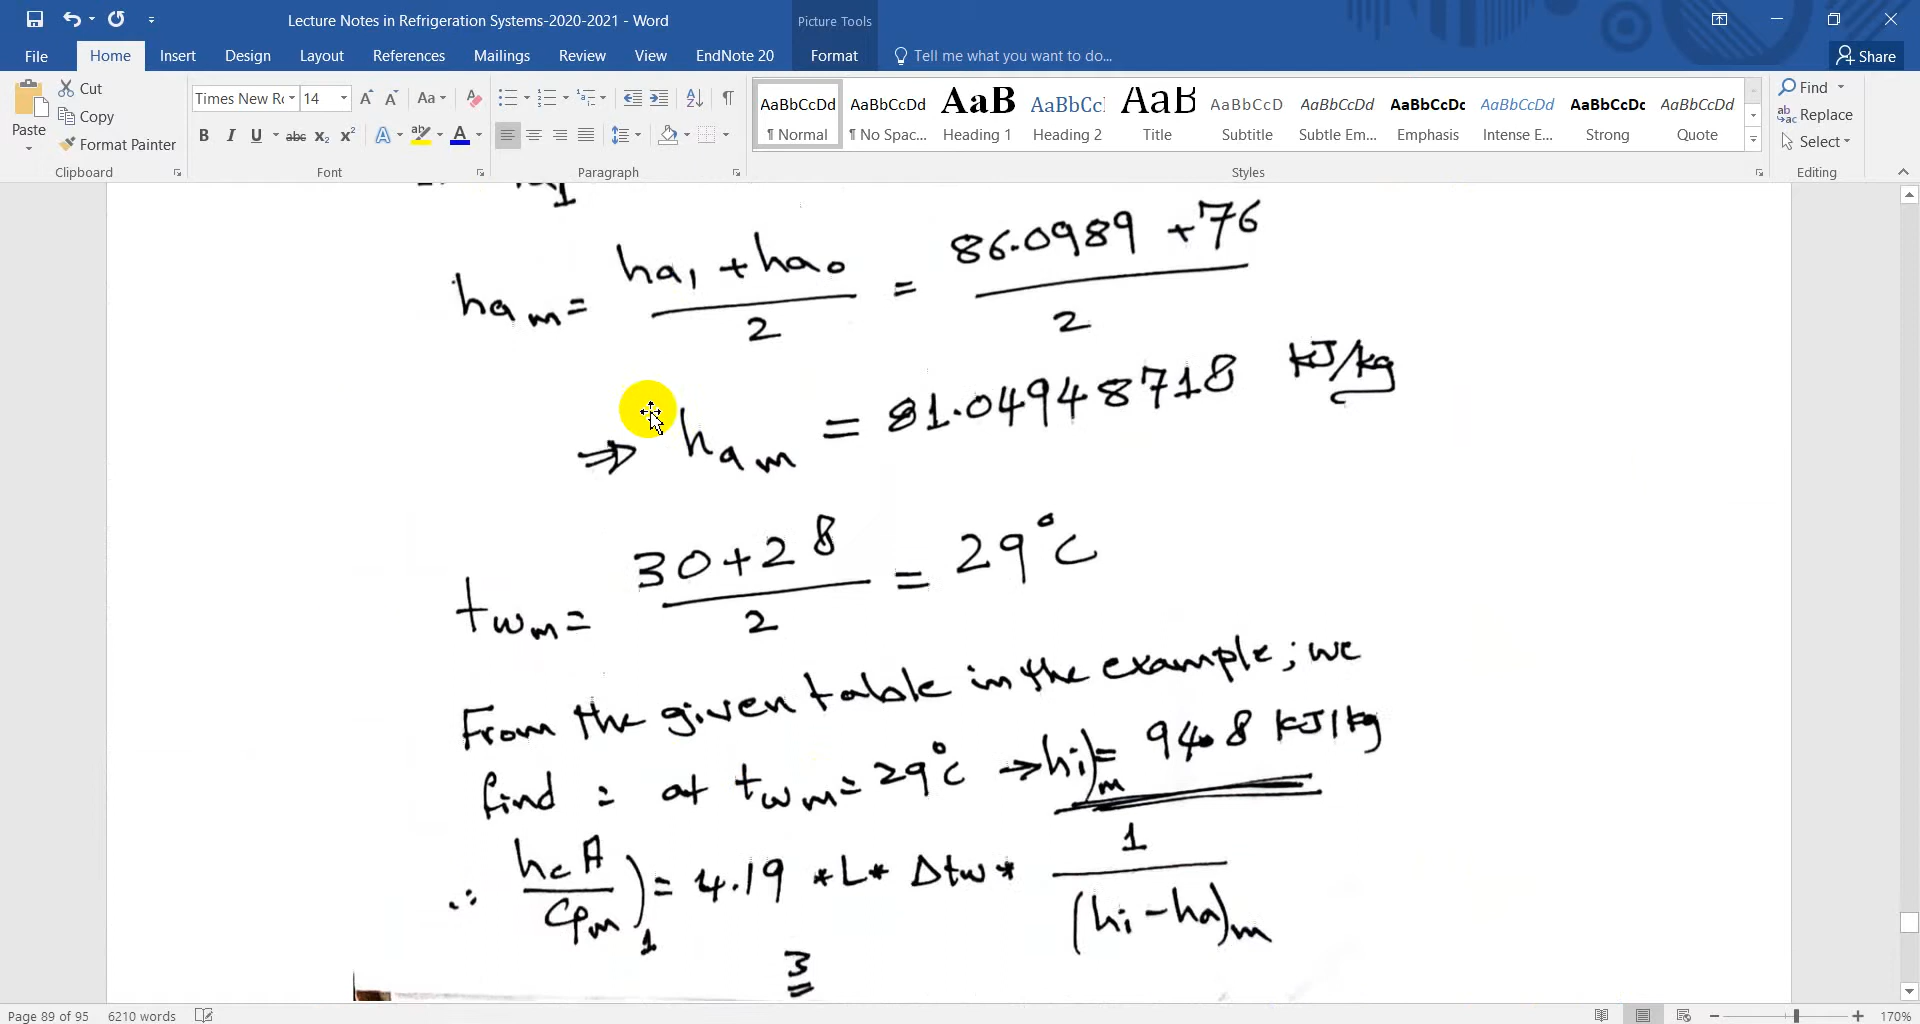 Lecture Notes in Refrigeration Systems-2020-2021 - Word
Picture Tools
File Home Insert Design Layout References Mailings Review View EndNote 20 Format Tell me what you want to do... Share
Paste
Cut
Copy
Format Painter
Clipboard
Times New Ro 14
Font
Paragraph
AaBbCcDd AaBbCcDd AaB AaBbCc AaB AaBbCcD AaBbCcDd AaBbCcDc AaBbCcDd AaBbCcDc AaBbCcDd
¶ Normal ¶ No Spac... Heading 1 Heading 2 Title Subtitle Subtle Em... Emphasis Intense E... Strong Quote
Styles
Find
Replace
Select
Editing
ham = (ha1 + ha0) / 2 = (86.0989 + 76) / 2
⇒ ham = 81.04948718 kJ/kg
twm = (30+28) / 2 = 29°C
From the given table in the example; we
find : at twm = 29°C → hi)m = 94.8 kJ/kg
∴ hcA / Cpm )1 = 4.19 * L * Δtw * 1 / (hi - ha)m
3
Page 89 of 95 6210 words 170%